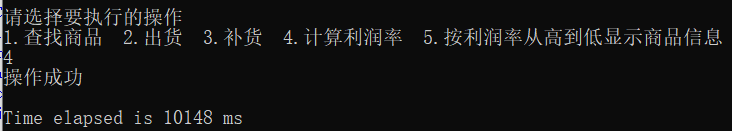 请选择要执行的操作
1.查找商品 2.出货 3.补货 4.计算利润率 5.按利润率从高到低显示商品信息
4
操作成功
Time elapsed is 10148 ms